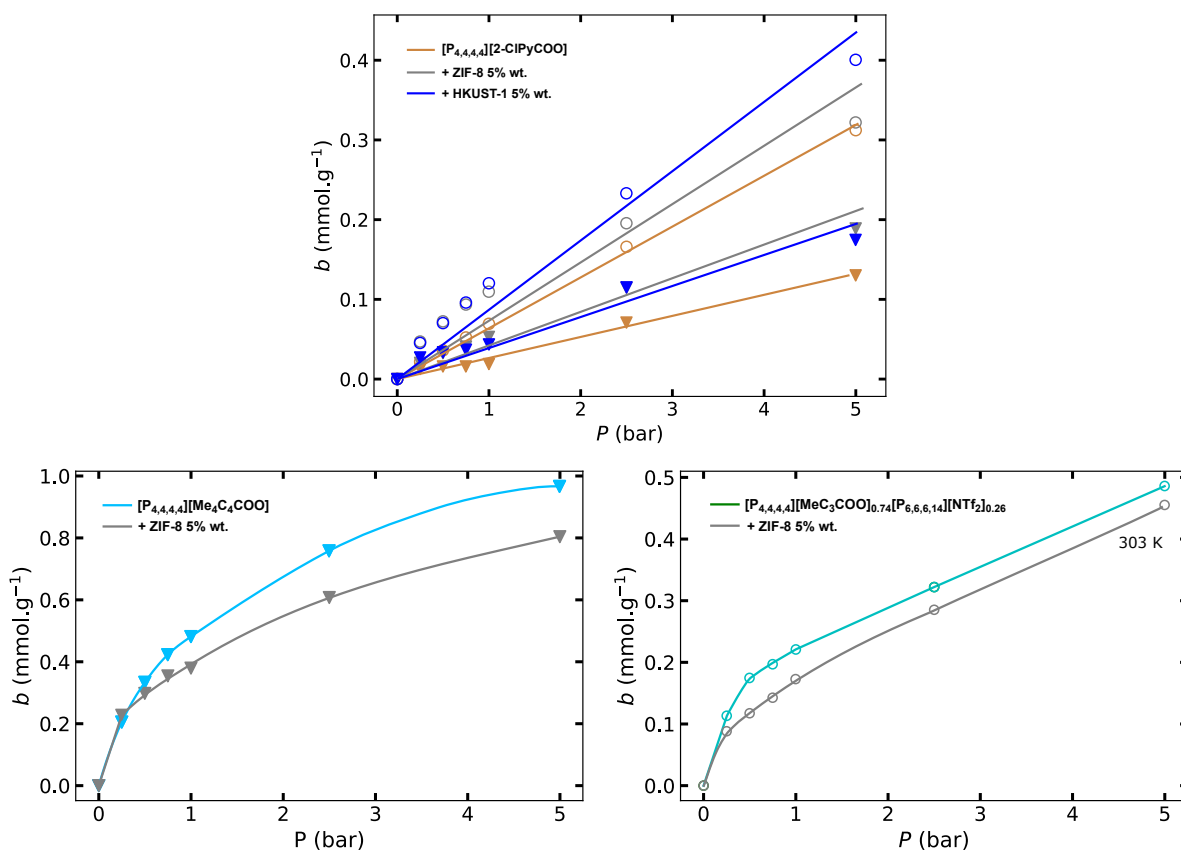 [P4,4,4,4][2-ClPyCOO]
+ ZIF-8 5% wt.
+ HKUST-1 5% wt.
b (mmol.g⁻¹)
0.4
0.3
0.2
0.1
0.0
0 1 2 3 4 5
P (bar)
[P4,4,4,4][Me4C4COO]
+ ZIF-8 5% wt.
b (mmol.g⁻¹)
1.0
0.8
0.6
0.4
0.2
0.0
0 1 2 3 4 5
P (bar)
[P4,4,4,4][MeC3COO]0.74[P6,6,6,14][NTf2]0.26
+ ZIF-8 5% wt.
303 K
b (mmol.g⁻¹)
0.5
0.4
0.3
0.2
0.1
0.0
0 1 2 3 4 5
P (bar)